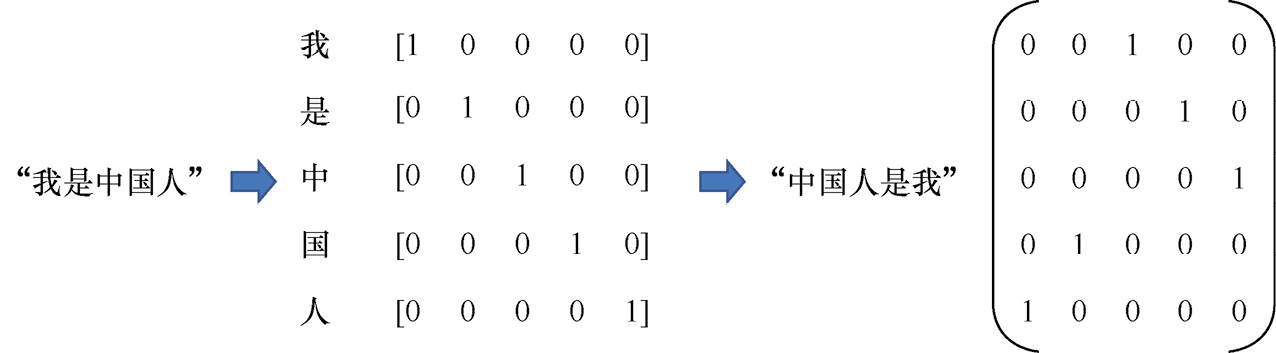 “我是中国人”
我 [1 0 0 0 0]
是 [0 1 0 0 0]
中 [0 0 1 0 0]
国 [0 0 0 1 0]
人 [0 0 0 0 1]
“中国人是我”
0 0 1 0 0
0 0 0 1 0
0 0 0 0 1
0 1 0 0 0
1 0 0 0 0